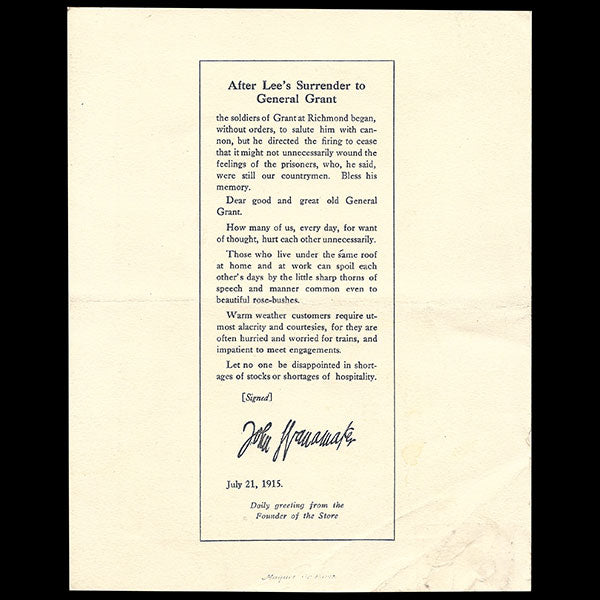 After Lee's Surrender to
General Grant
the soldiers of Grant at Richmond began,
without orders, to salute him with can-
non, but he directed the firing to cease
that it might not unnecessarily wound the
feelings of the prisoners, who, he said,
were still our countrymen. Bless his
memory.
Dear good and great old General
Grant.
How many of us, every day, for want
of thought, hurt each other unnecessarily.
Those who live under the same roof
at home and at work can spoil each
other's days by the little sharp thorns of
speech and manner common even to
beautiful rose-bushes.
Warm weather customers require ut-
most alacrity and courtesies, for they are
often hurried and worried for trains, and
impatient to meet engagements.
Let no one be disappointed in short-
ages of stocks or shortages of hospitality.
[Signed]
John Wanamaker
July 21, 1915.
Daily greeting from the
Founder of the Store